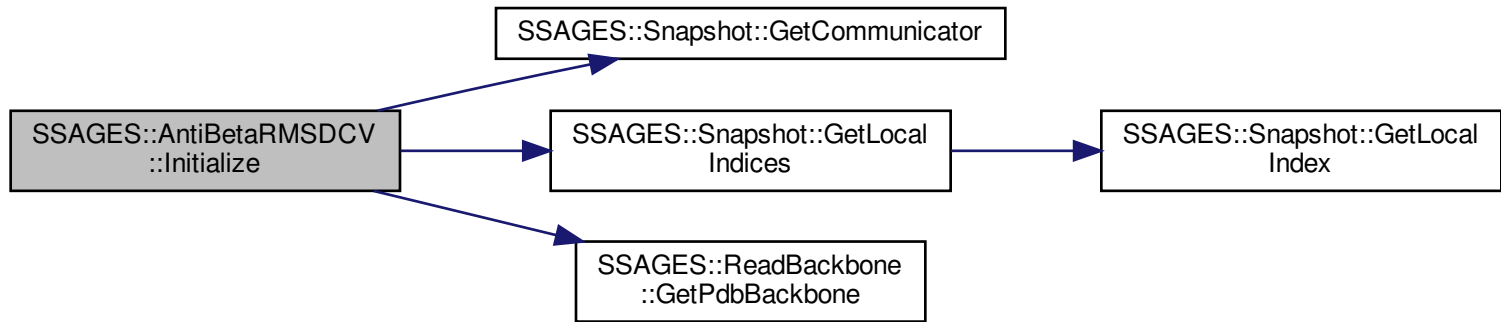 SSAGES::Snapshot::GetCommunicator
SSAGES::AntiBetaRMSDCV
::Initialize
SSAGES::Snapshot::GetLocal
Indices
SSAGES::Snapshot::GetLocal
Index
SSAGES::ReadBackbone
::GetPdbBackbone